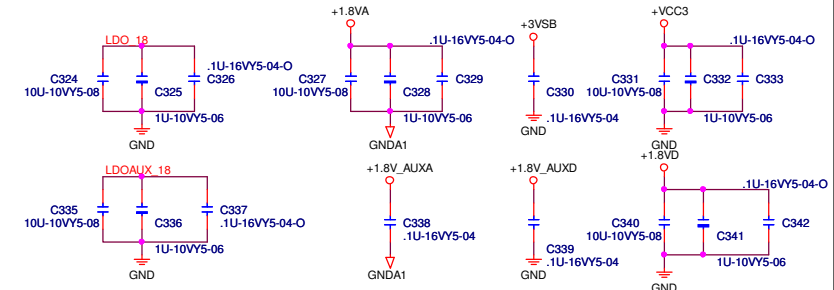 LDO_18
C324
10U-10VY5-08
C325
1U-10VY5-06
.1U-16VY5-04-O
C326
GND
+1.8VA
.1U-16VY5-04-O
C327
10U-10VY5-08
C328
1U-10VY5-06
C329
GNDA1
+3VSB
C330
.1U-16VY5-04
GND
+VCC3
.1U-16VY5-04-O
C331
10U-10VY5-08
C332
1U-10VY5-06
C333
GND
LDOAUX_18
C335
10U-10VY5-08
C336
1U-10VY5-06
C337
.1U-16VY5-04-O
GND
+1.8V_AUXA
C338
.1U-16VY5-04
GNDA1
+1.8V_AUXD
C339
.1U-16VY5-04
GND
+1.8VD
.1U-16VY5-04-O
C340
10U-10VY5-08
C341
1U-10VY5-06
C342
GND